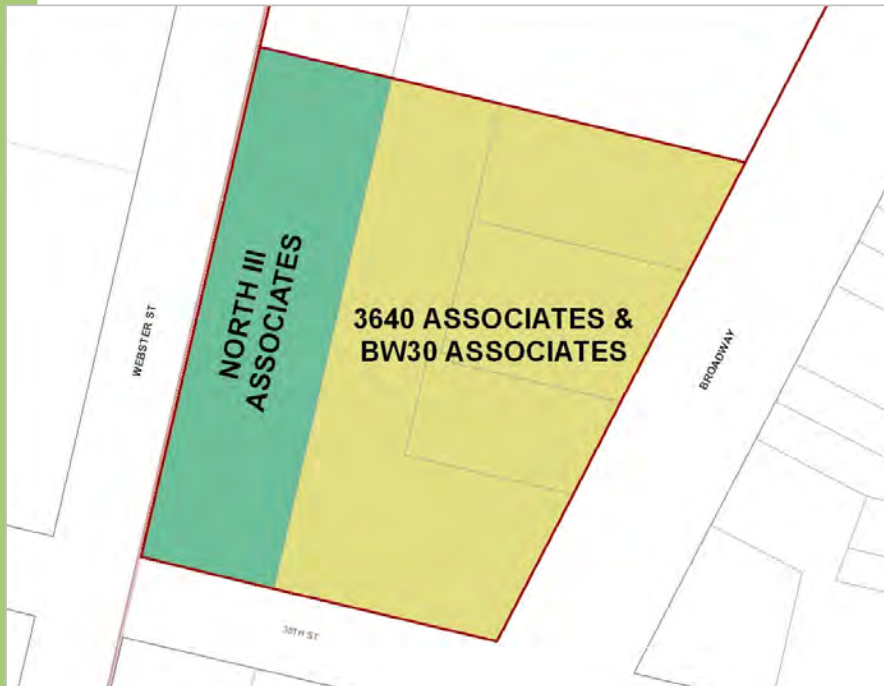 NORTH III
ASSOCIATES
3640 ASSOCIATES &
BW30 ASSOCIATES
WEBSTER ST
BROADWAY